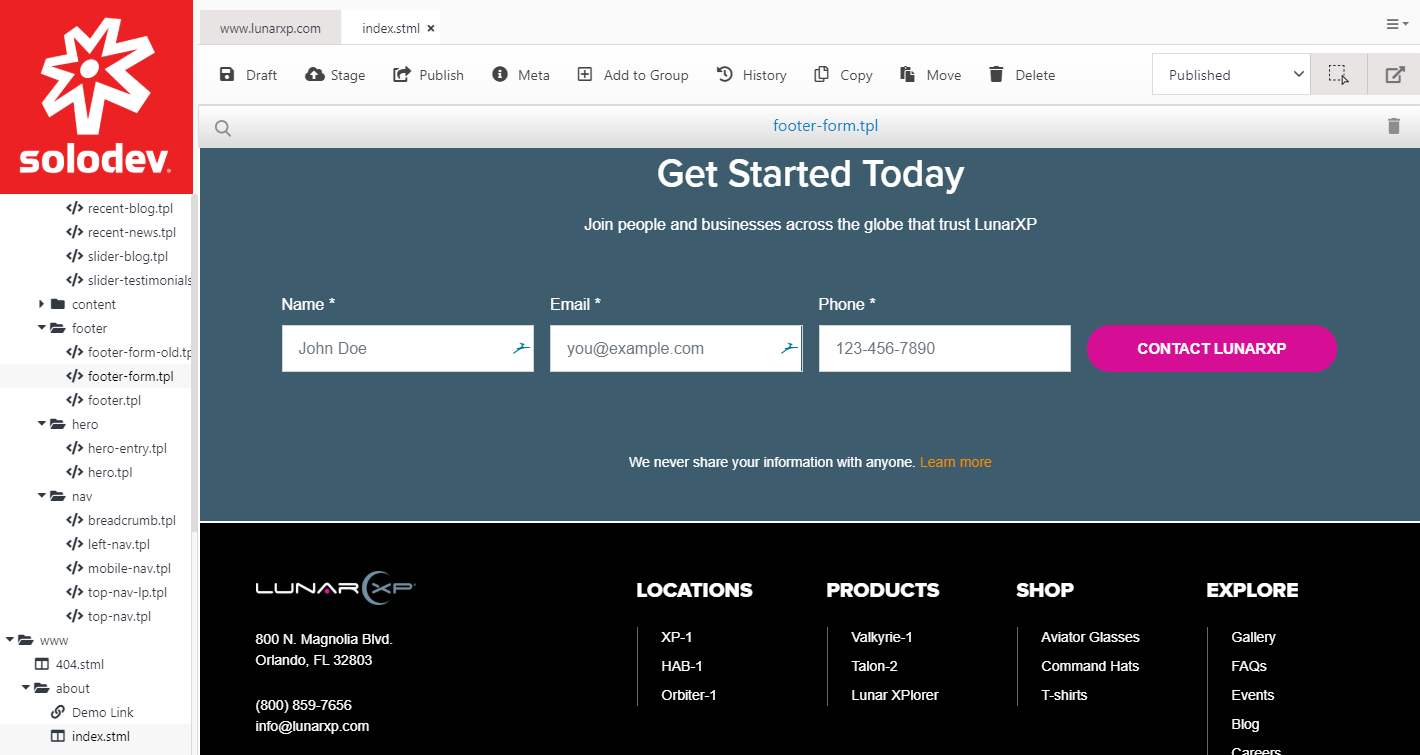 solodev
www.lunarxp.com
index.stml ×
Draft
Stage
Publish
Meta
Add to Group
History
Copy
Move
Delete
Published
footer-form.tpl
recent-blog.tpl
recent-news.tpl
slider-blog.tpl
slider-testimonials
content
footer
footer-form-old.tp
footer-form.tpl
footer.tpl
hero
hero-entry.tpl
hero.tpl
nav
breadcrumb.tpl
left-nav.tpl
mobile-nav.tpl
top-nav-lp.tpl
top-nav.tpl
www
404.stml
about
Demo Link
index.stml
Get Started Today
Join people and businesses across the globe that trust LunarXP
Name *
John Doe
Email *
you@example.com
Phone *
123-456-7890
CONTACT LUNARXP
We never share your information with anyone. Learn more
LUNAR XP
800 N. Magnolia Blvd.
Orlando, FL 32803
(800) 859-7656
info@lunarxp.com
LOCATIONS
XP-1
HAB-1
Orbiter-1
PRODUCTS
Valkyrie-1
Talon-2
Lunar XPlorer
SHOP
Aviator Glasses
Command Hats
T-shirts
EXPLORE
Gallery
FAQs
Events
Blog
Careers